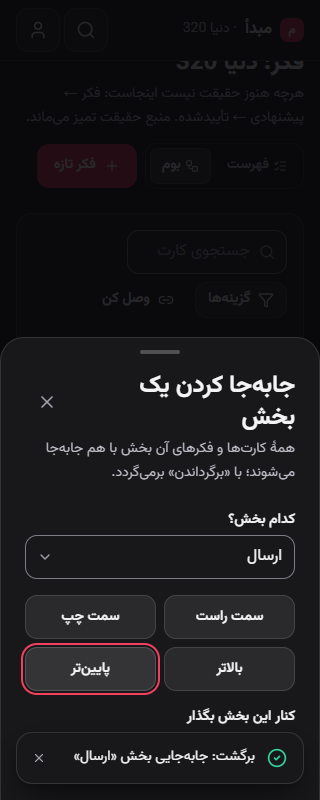 مبدأ · دنیا 320
فکر: دنیا 320
هرچه هنوز حقیقت نیست اینجاست: فکر ←
پیشنهادی ← تأییدشده. منبع حقیقت تمیز می‌ماند.
فهرست
بوم
فکر تازه
جستجوی کارت
گزینه‌ها
وصل کن
جابه‌جا کردن یک
بخش
همهٔ کارت‌ها و فکرهای آن بخش با هم جابه‌جا
می‌شوند؛ با «برگرداندن» برمی‌گردد.
کدام بخش؟
ارسال
سمت راست
سمت چپ
بالاتر
پایین‌تر
کنار این بخش بگذار
برگشت: جابه‌جایی بخش «ارسال»